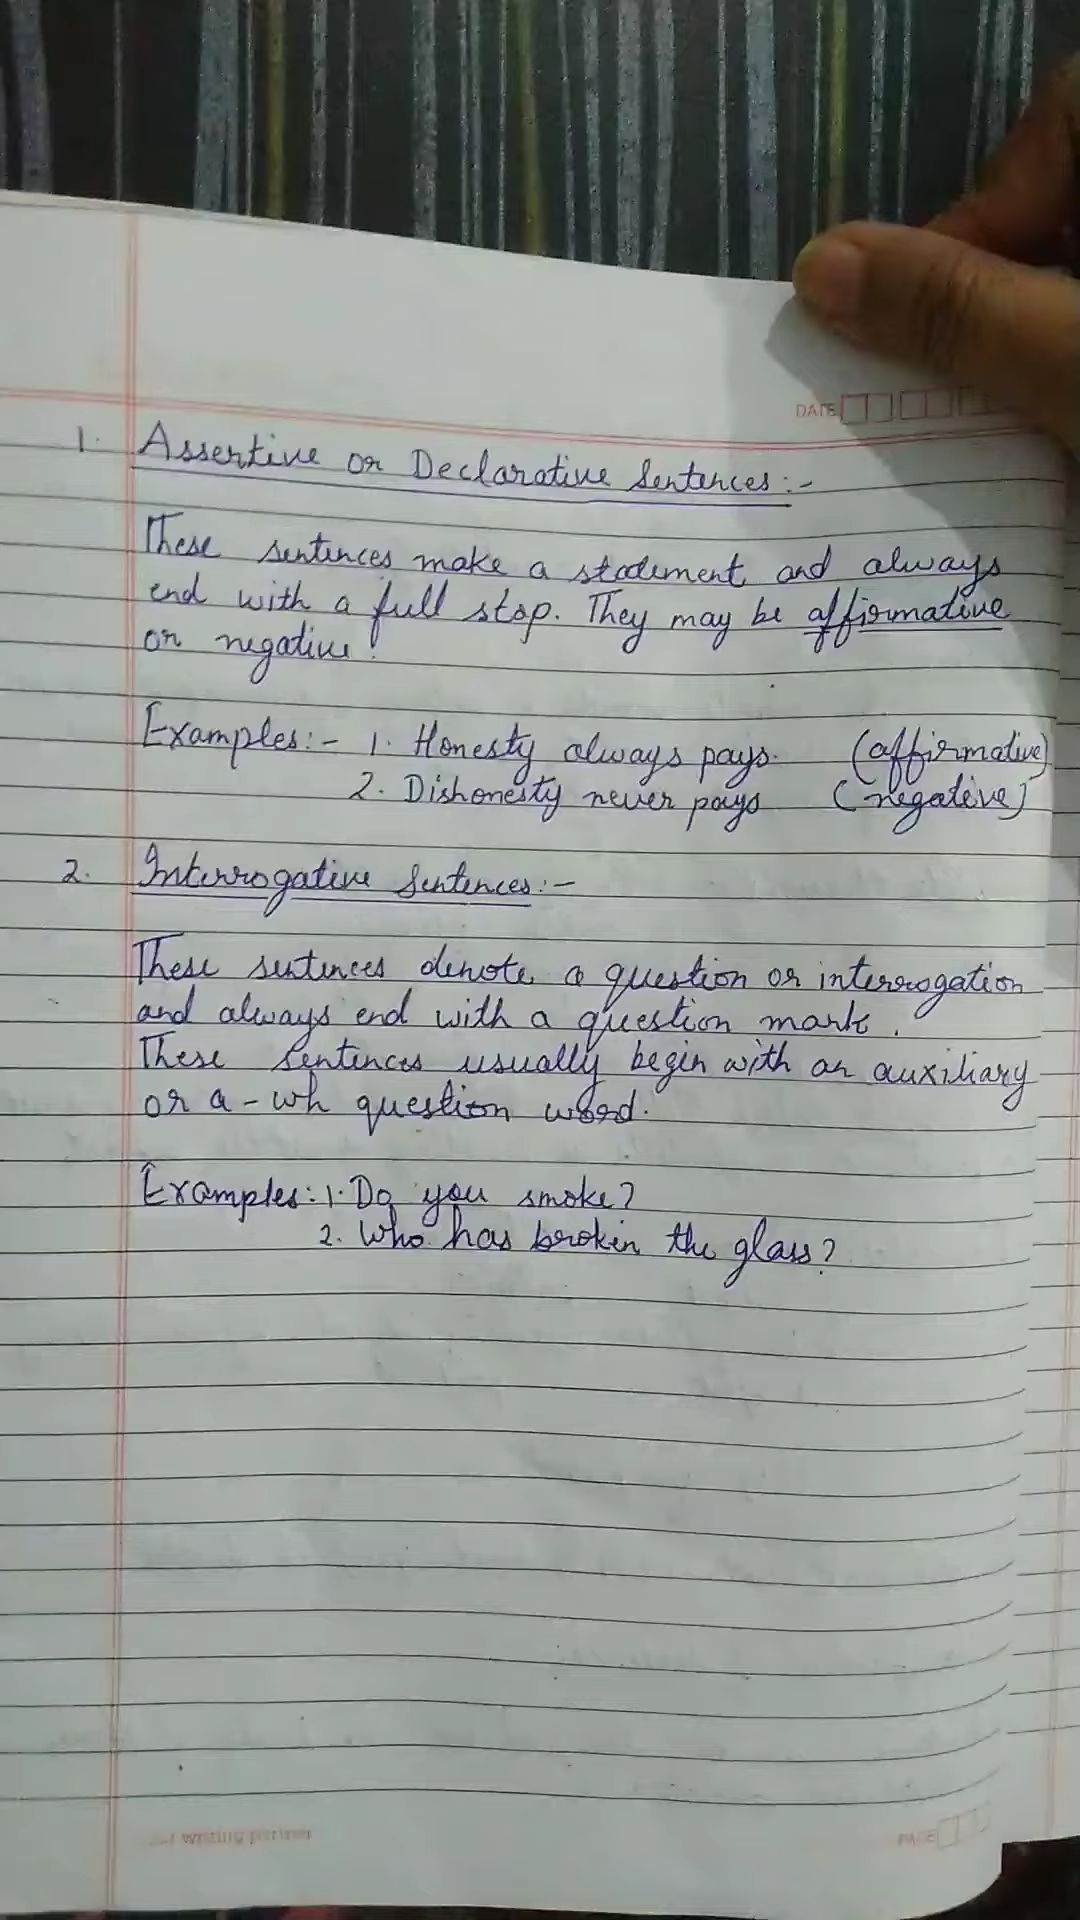 DATE
1. Assertive or Declarative Sentences:-
These sentences make a statement and always
end with a full stop. They may be affirmative
or negative.
Examples:- 1. Honesty always pays. (affirmative)
2. Dishonesty never pays (negative)
2. Interrogative Sentences:-
These sentences denote a question or interrogation
and always end with a question mark.
These sentences usually begin with an auxiliary
or a - wh question word.
Examples: 1. Do you smoke?
2. Who has broken the glass?
writing partner
PAGE